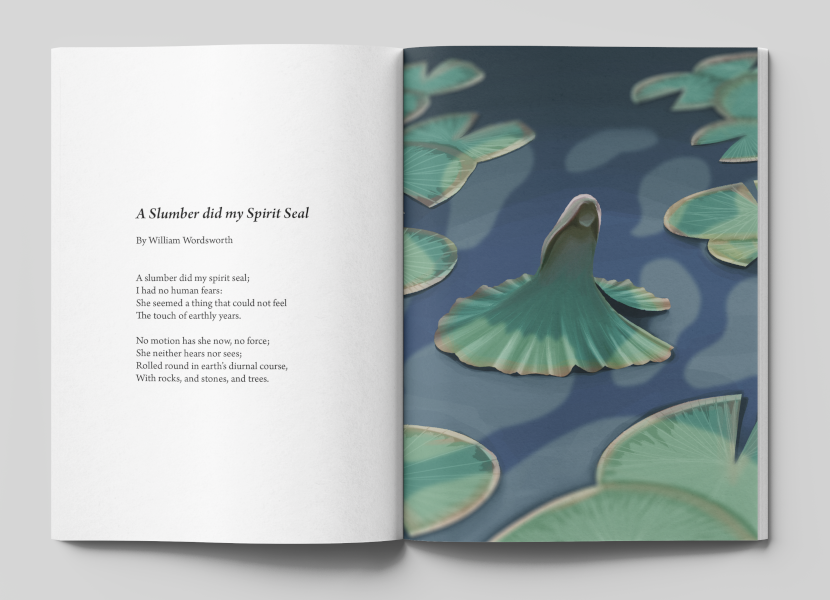 A Slumber did my Spirit Seal
By William Wordsworth
A slumber did my spirit seal;
I had no human fears:
She seemed a thing that could not feel
The touch of earthly years.
No motion has she now, no force;
She neither hears nor sees;
Rolled round in earth's diurnal course,
With rocks, and stones, and trees.